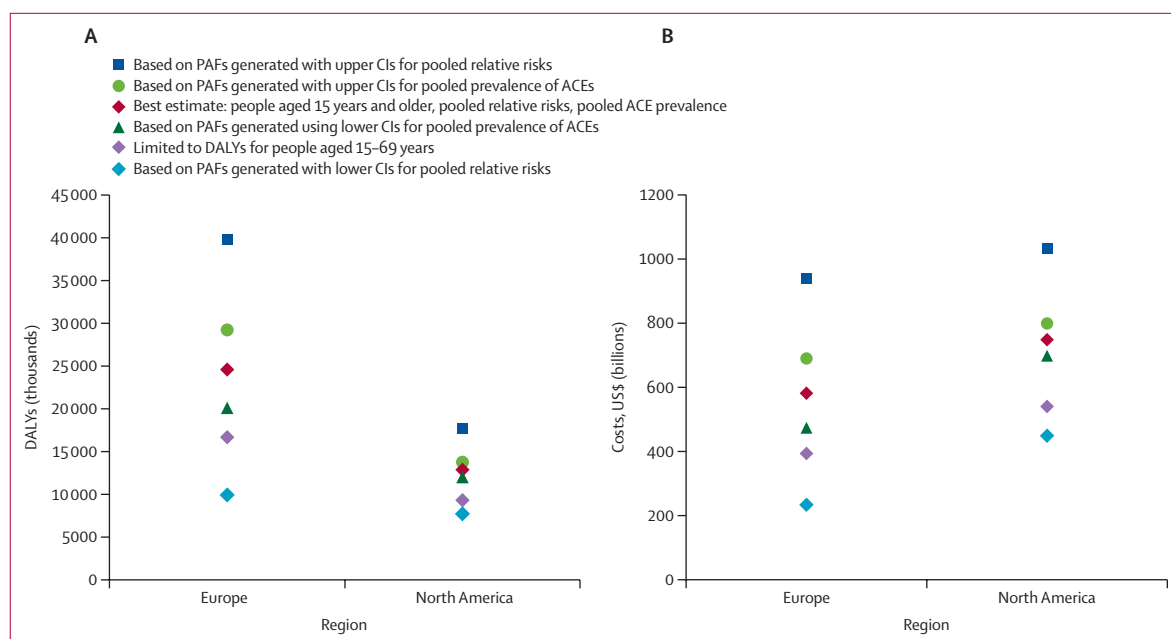 A
B
Based on PAFs generated with upper CIs for pooled relative risks
Based on PAFs generated with upper CIs for pooled prevalence of ACEs
Best estimate: people aged 15 years and older, pooled relative risks, pooled ACE prevalence
Based on PAFs generated using lower CIs for pooled prevalence of ACEs
Limited to DALYs for people aged 15–69 years
Based on PAFs generated with lower CIs for pooled relative risks
DALYs (thousands)
45 000
40 000
35 000
30 000
25 000
20 000
15 000
10 000
5000
0
Europe
North America
Region
Costs, US$ (billions)
1200
1000
800
600
400
200
0
Europe
North America
Region